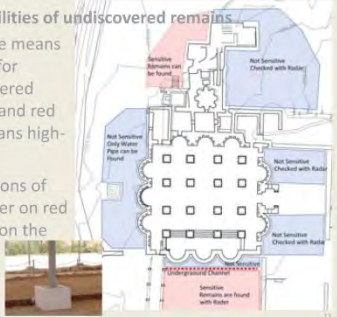 ilities of undiscovered remains
e means
for
ered
and red
ans high-
ons of
er on red
on the
Sensitive
Remains can
be found
Not Sensitive
Checked with Radar
Not Sensitive
Only Water
Pipe can be
Found
Not Sensitive
Checked with Radar
Not Sensitive
Checked with Radar
Not Sensitive
Underground Channel
Sensitive
Remains are found
with Radar